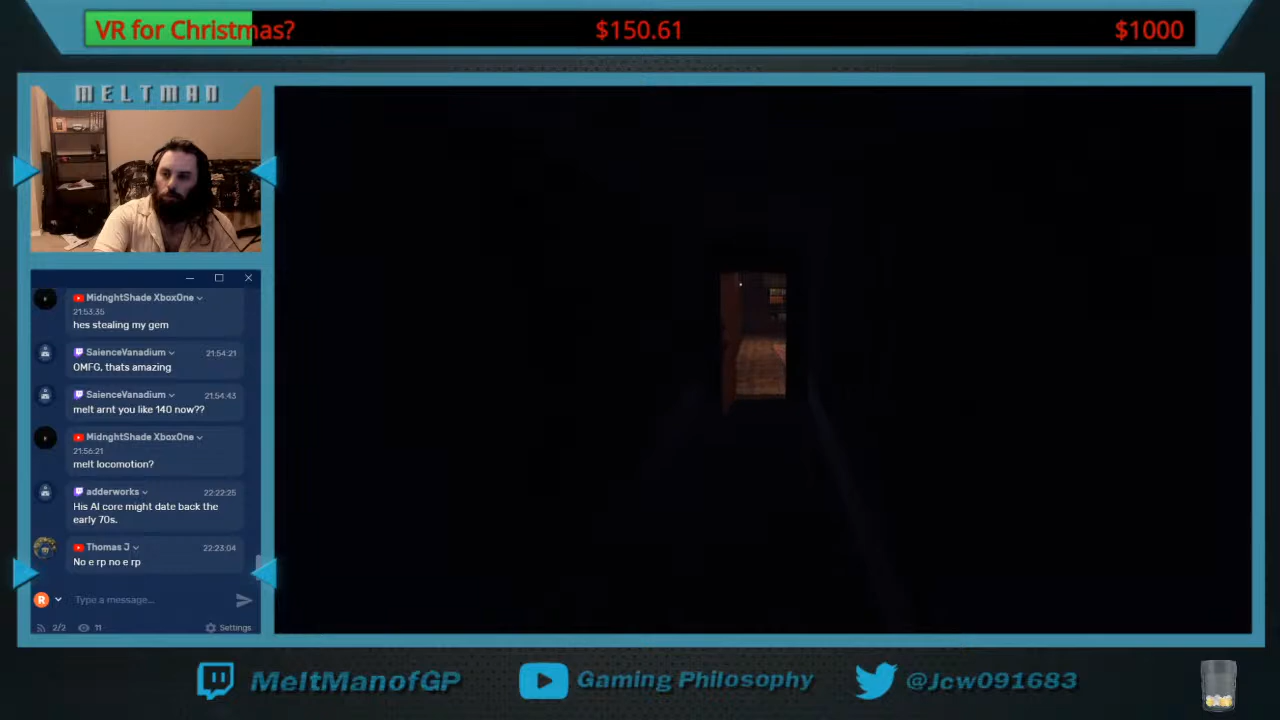 VR for Christmas? $150.61 $1000
MELTMAN
MidnghtShade XboxOne
21:53:35
hes stealing my gem
SaienceVanadium 21:54:21
OMFG, thats amazing
SaienceVanadium 21:54:43
melt arnt you like 140 now??
MidnghtShade XboxOne
21:56:21
melt locomotion?
adderworks 22:22:25
His AI core might date back the
early 70s.
Thomas J 22:23:04
No e rp no e rp
R Type a message...
2/2 11 Settings
MeltManofGP Gaming Philosophy @Jcw091683